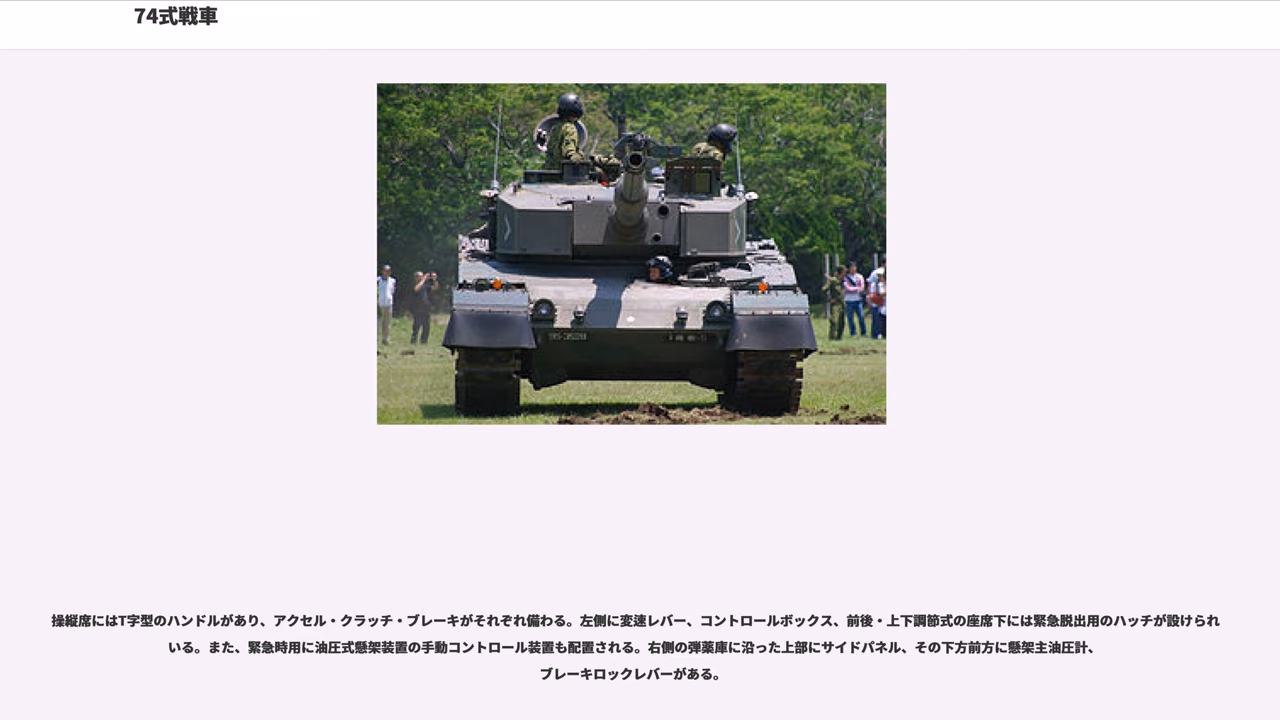 74式戦車
操縦席にはT字型のハンドルがあり、アクセル・クラッチ・ブレーキがそれぞれ備わる。左側に変速レバー、コントロールボックス、前後・上下調節式の座席下には緊急脱出用のハッチが設けられ
いる。また、緊急時用に油圧式懸架装置の手動コントロール装置も配置される。右側の弾薬庫に沿った上部にサイドパネル、その下方前方に懸架主油圧計、
ブレーキロックレバーがある。